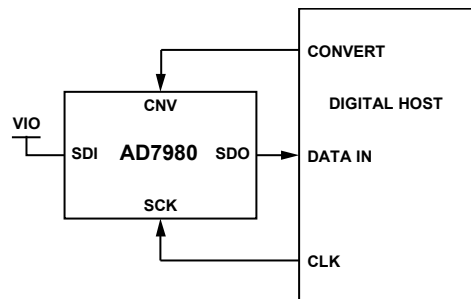 CONVERT
CNV
DIGITAL HOST
VIO
SDI AD7980 SDO DATA IN
SCK
CLK